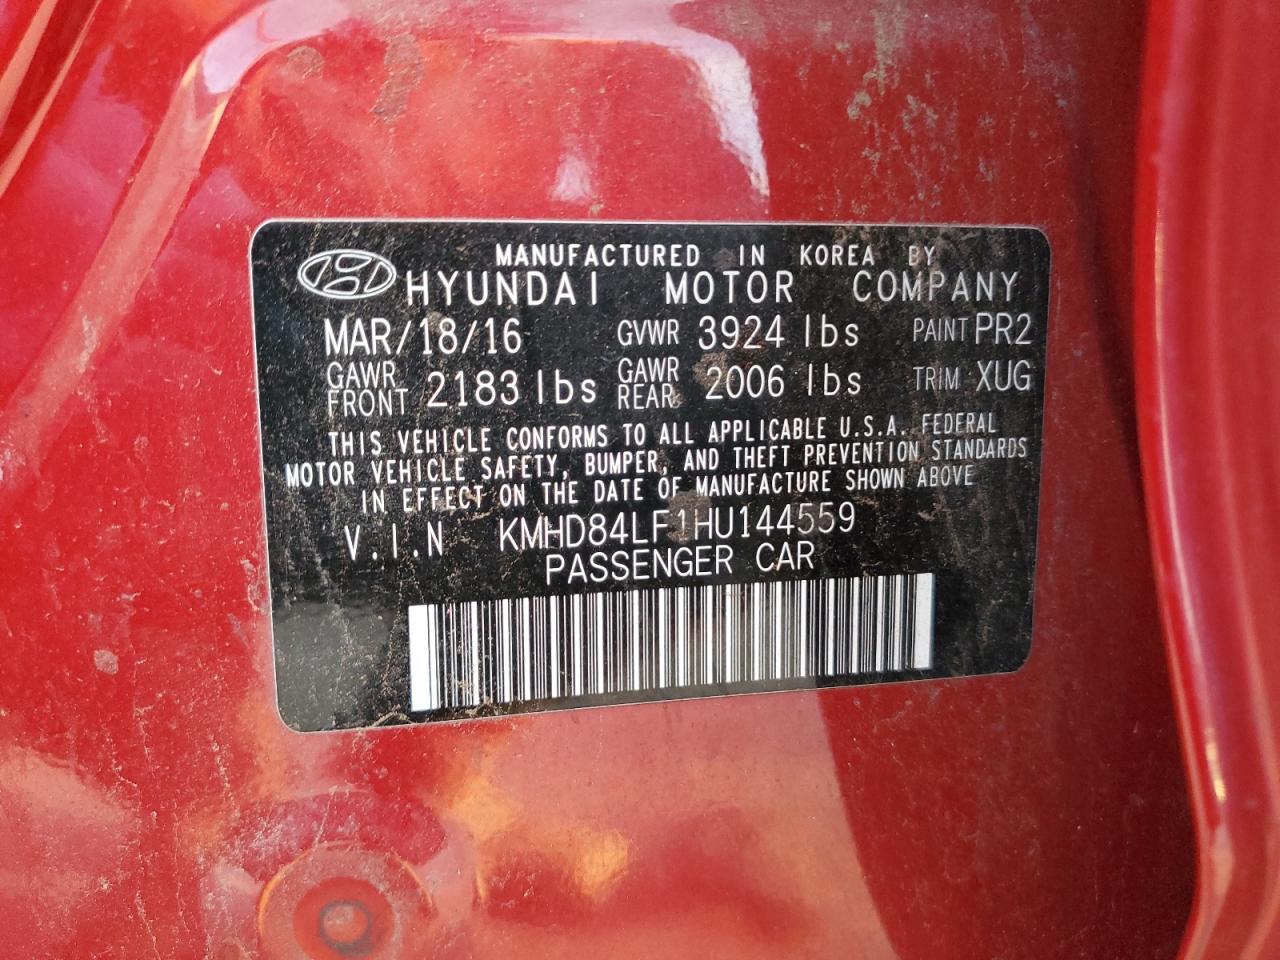 MANUFACTURED IN KOREA BY
HYUNDAI MOTOR COMPANY
MAR/18/16 GVWR 3924 lbs PAINT PR2
GAWR FRONT 2183 lbs GAWR REAR 2006 lbs TRIM XUG
THIS VEHICLE CONFORMS TO ALL APPLICABLE U.S.A. FEDERAL
MOTOR VEHICLE SAFETY, BUMPER, AND THEFT PREVENTION STANDARDS
IN EFFECT ON THE DATE OF MANUFACTURE SHOWN ABOVE
V.I.N KMHD84LF1HU144559
PASSENGER CAR